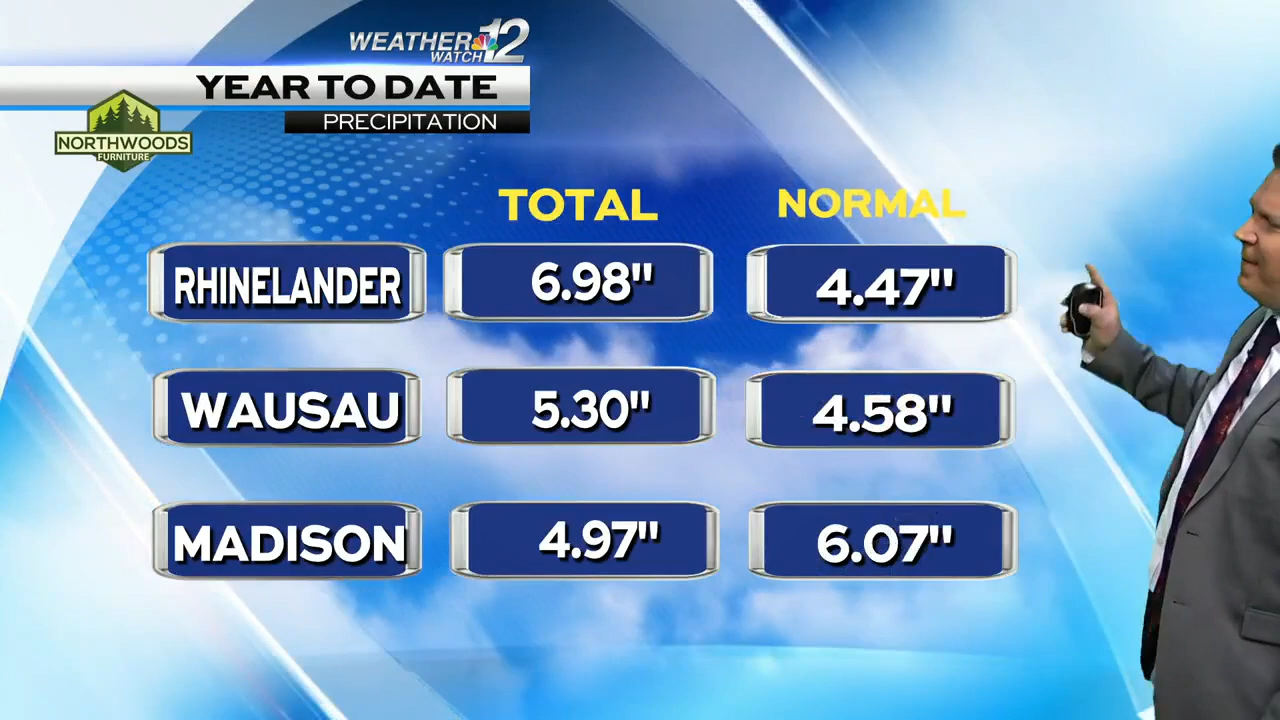 WEATHER 12
WATCH
YEAR TO DATE
PRECIPITATION
NORTHWOODS
FURNITURE
TOTAL NORMAL
RHINELANDER 6.98" 4.47"
WAUSAU 5.30" 4.58"
MADISON 4.97" 6.07"